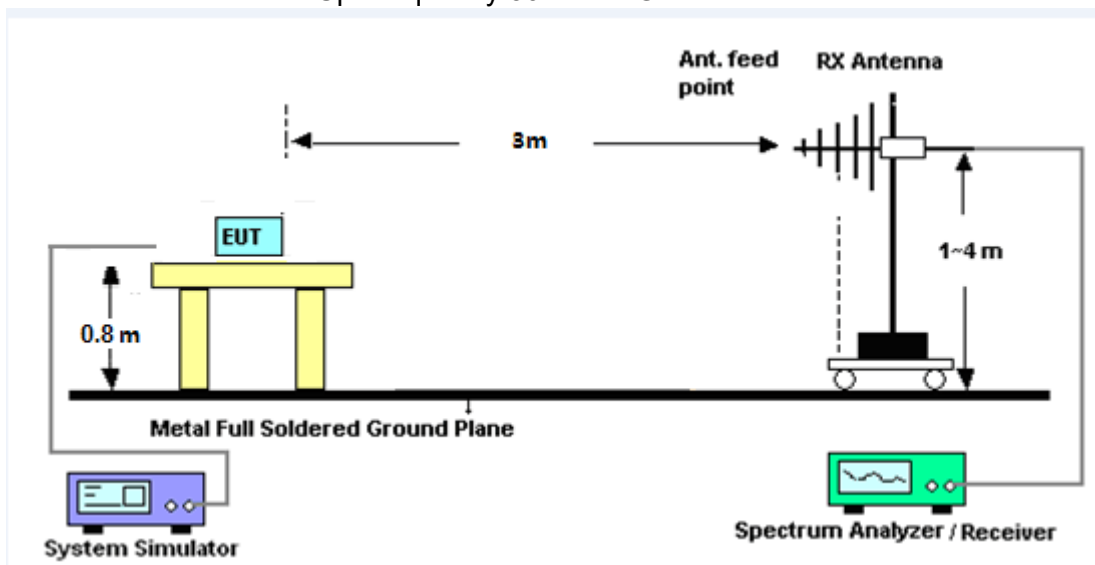 Ant. feed
point
RX Antenna
3m
EUT
1~4 m
0.8 m
Metal Full Soldered Ground Plane
System Simulator
Spectrum Analyzer / Receiver